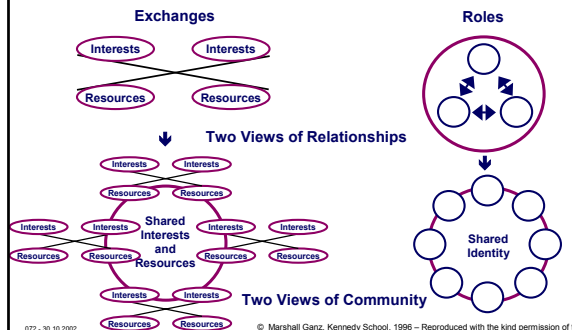 Exchanges
Roles
Interests Interests
Resources Resources
Two Views of Relationships
Interests Interests
Resources Resources
Interests Interests
Resources Resources
Shared
Interests
and
Resources
Interests Interests
Resources Resources
Shared
Identity
Interests Interests
Resources Resources
Two Views of Community
072 - 30.10.2002
© Marshall Ganz, Kennedy School, 1996 – Reproduced with the kind permission of